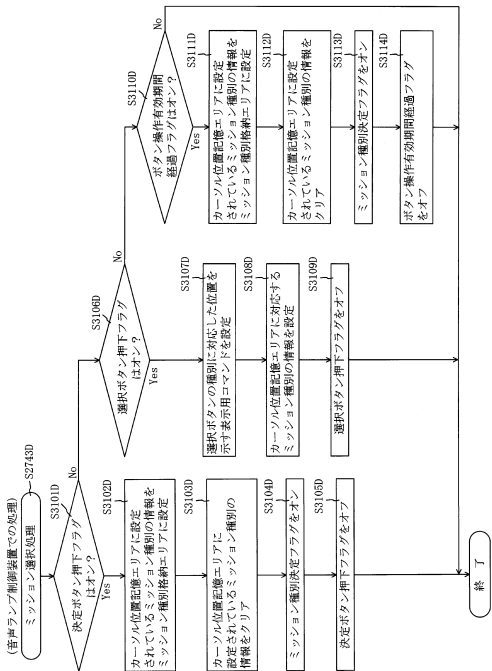 (音声ランプ制御装置での処理)
S2743D
ミッション選択処理
S3101D
決定ボタン押下フラグ
はオン？
No
Yes
S3102D
カーソル位置記憶エリアに設定
されているミッション種別の情報を
ミッション種別格納エリアに設定
S3103D
カーソル位置記憶エリアに
設定されているミッション種別の
情報をクリア
S3104D
ミッション種別決定フラグをオン
S3105D
決定ボタン押下フラグをオフ
S3106D
選択ボタン押下フラグ
はオン？
No
Yes
S3107D
選択ボタンの種別に対応した位置を
示す表示用コマンドを設定
S3108D
カーソル位置記憶エリアに対応する
ミッション種別の情報を設定
S3109D
選択ボタン押下フラグをオフ
S3110D
ボタン操作有効期間
経過フラグはオン？
No
Yes
S3111D
カーソル位置記憶エリアに設定
されているミッション種別の情報を
ミッション種別格納エリアに設定
S3112D
カーソル位置記憶エリアに設定
されているミッション種別の情報を
クリア
S3113D
ミッション種別決定フラグをオン
S3114D
ボタン操作有効期間経過フラグ
をオフ
終了